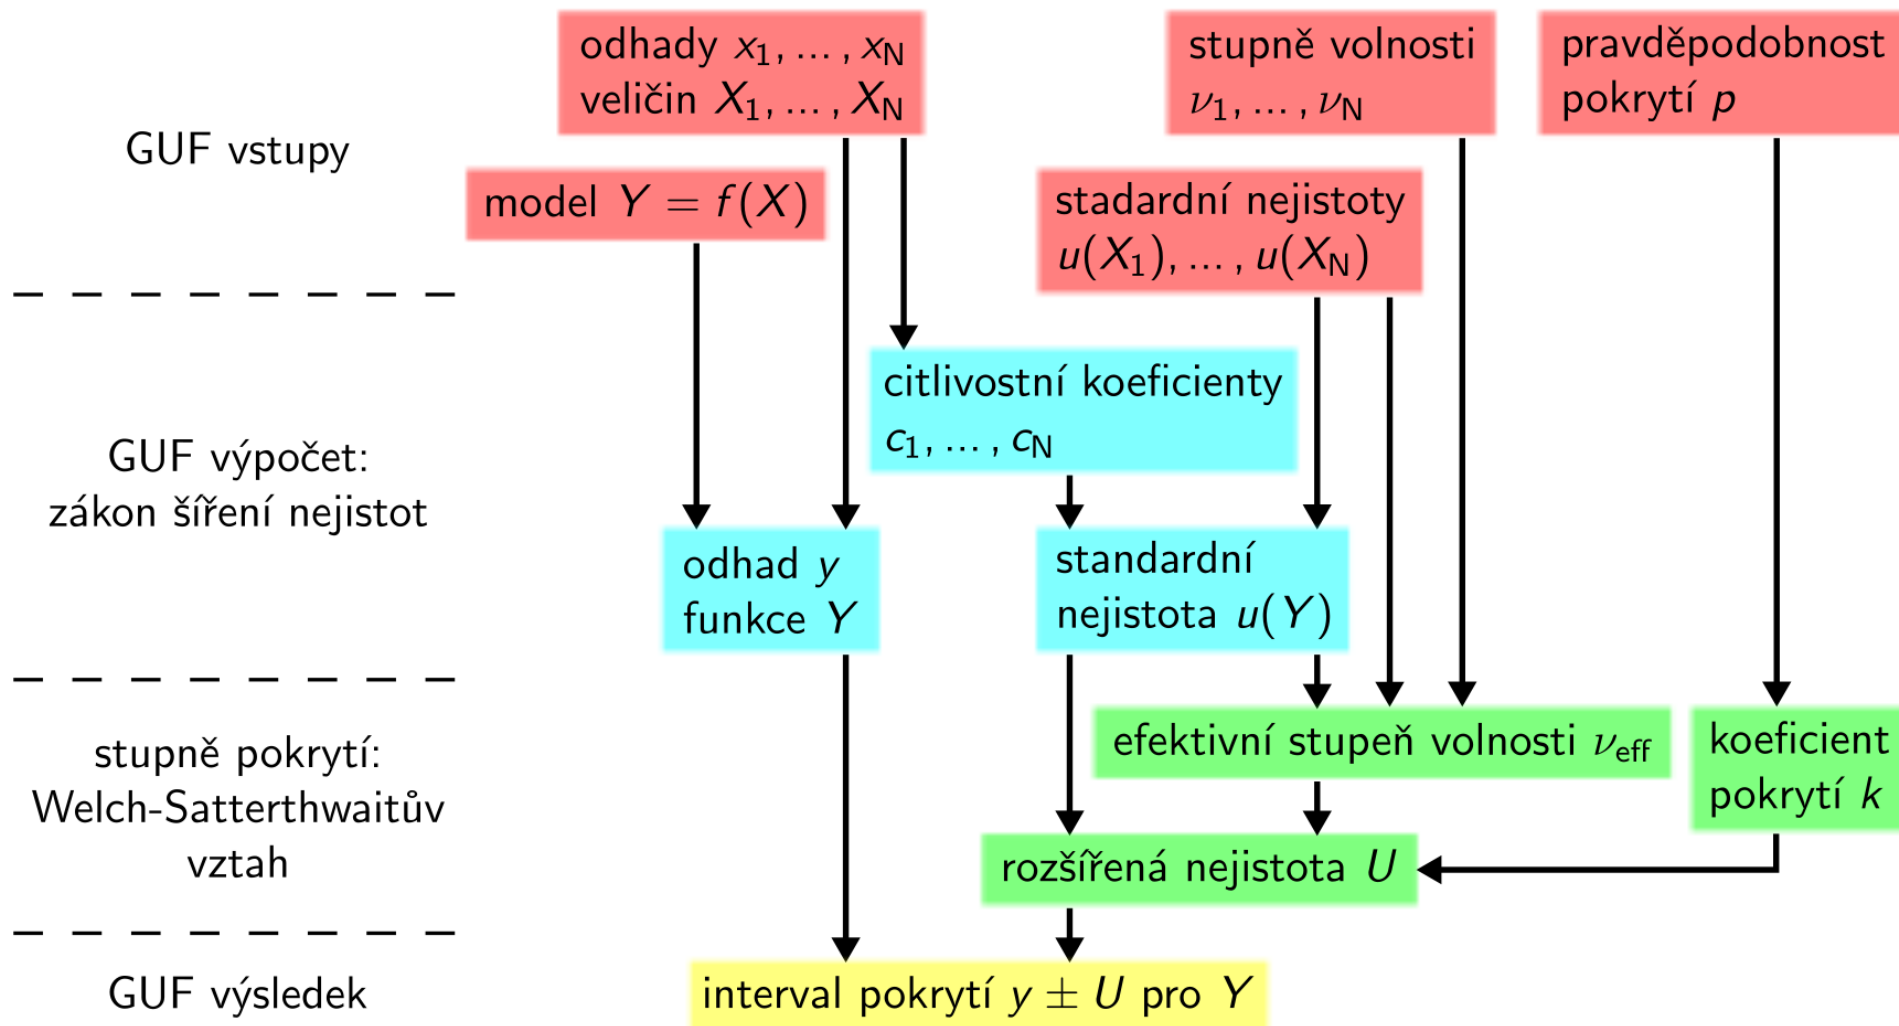 odhady x₁, ..., x_N
veličin X₁, ..., X_N
stupně volnosti
ν₁, ..., ν_N
pravděpodobnost
pokrytí p
GUF vstupy
model Y = f(X)
stadardní nejistoty
u(X₁), ..., u(X_N)
citlivostní koeficienty
c₁, ..., c_N
GUF výpočet:
zákon šíření nejistot
odhad y
funkce Y
standardní
nejistota u(Y)
stupně pokrytí:
Welch-Satterthwaitův
vztah
efektivní stupeň volnosti ν_eff
koeficient
pokrytí k
rozšířená nejistota U
GUF výsledek
interval pokrytí y ± U pro Y